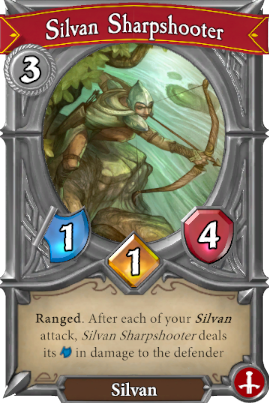 Silvan Sharpshooter
3
1
1
4
Ranged. After each of your Silvan
attack, Silvan Sharpshooter deals
its in damage to the defender
Silvan